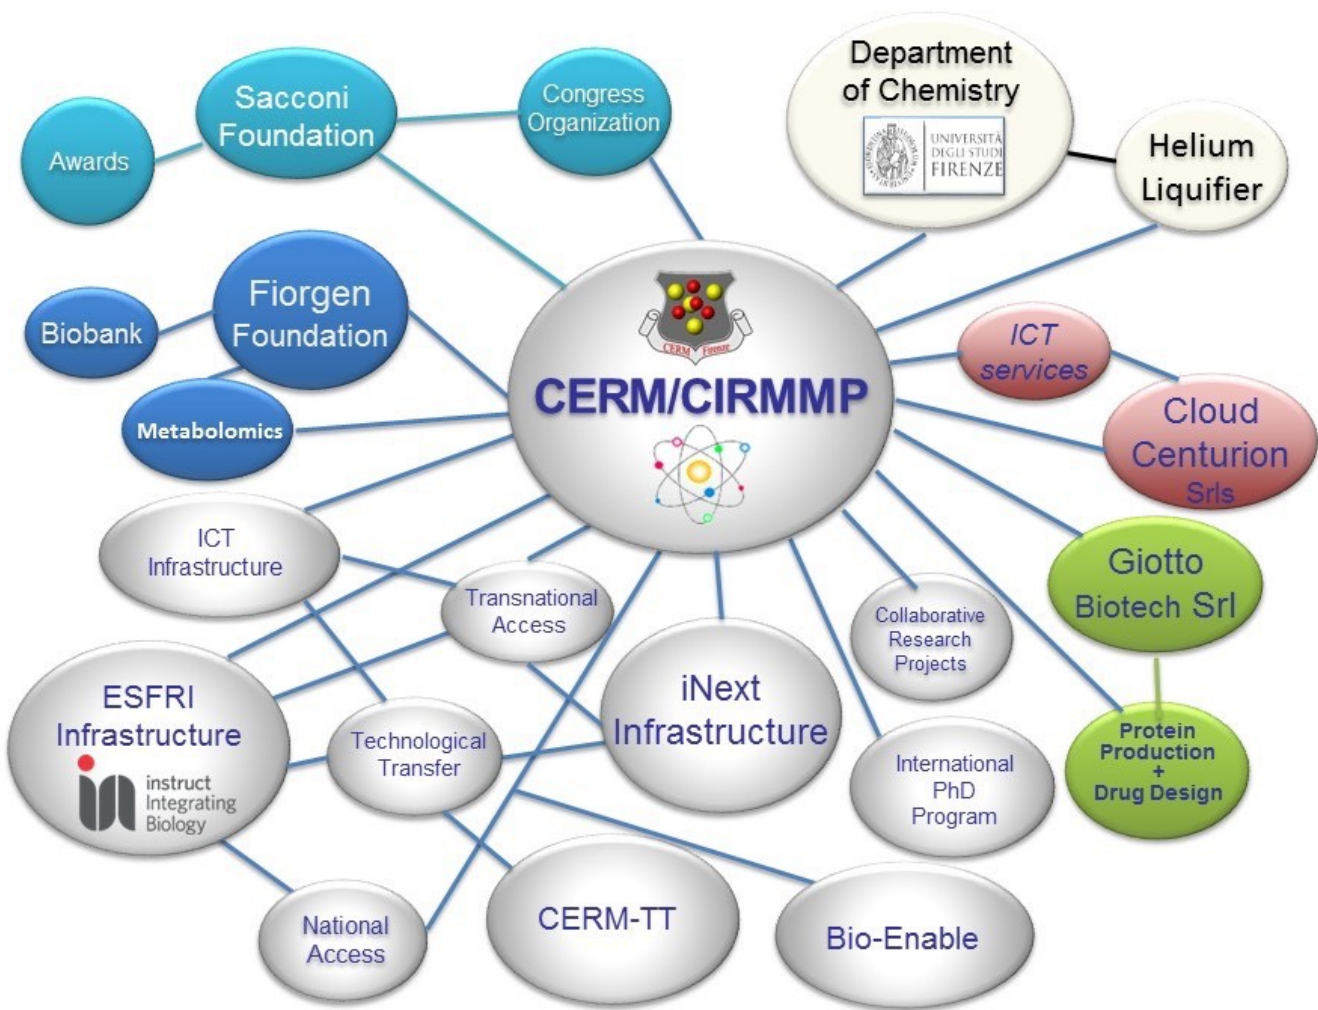 Sacconi
Foundation
Congress
Organization
Awards
Department
of Chemistry
UNIVERSITÀ
DEGLI STUDI
FIRENZE
Helium
Liquifier
Fiorgen
Foundation
Biobank
Metabolomics
CERM Firenze
CERM/CIRMMP
ICT
services
Cloud
Centurion
Srls
ICT
Infrastructure
Transnational
Access
Collaborative
Research
Projects
Giotto
Biotech Srl
ESFRI
Infrastructure
instruct
Integrating
Biology
Technological
Transfer
iNext
Infrastructure
International
PhD
Program
Protein
Production
+
Drug Design
National
Access
CERM-TT
Bio-Enable